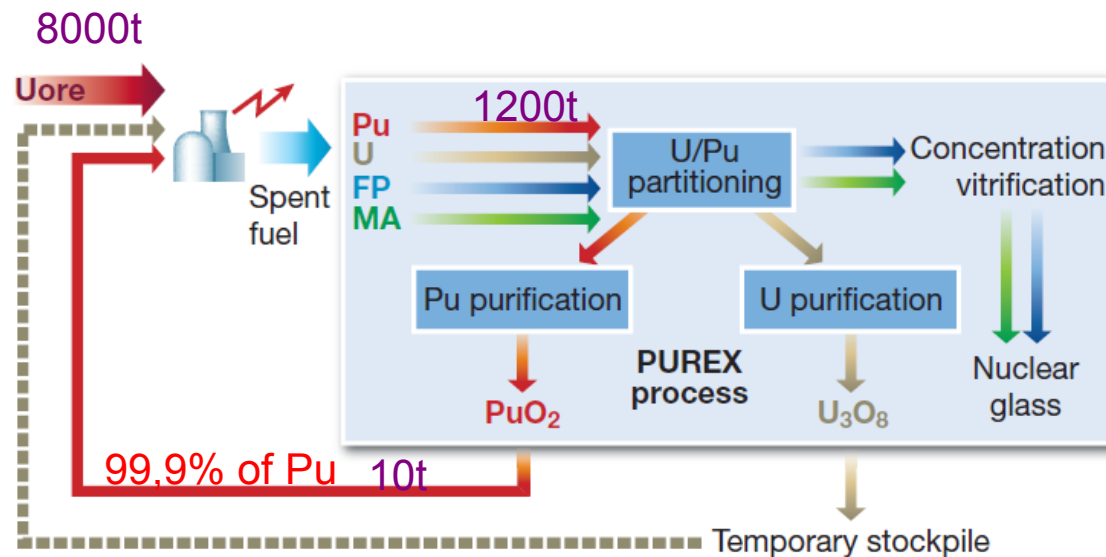 8000t
Uore
Spent
fuel
Pu
U
FP
MA
1200t
U/Pu
partitioning
Concentration
vitrification
Pu purification
U purification
PUREX
process
PuO₂
U₃O₈
Nuclear
glass
99,9% of Pu 10t
Temporary stockpile